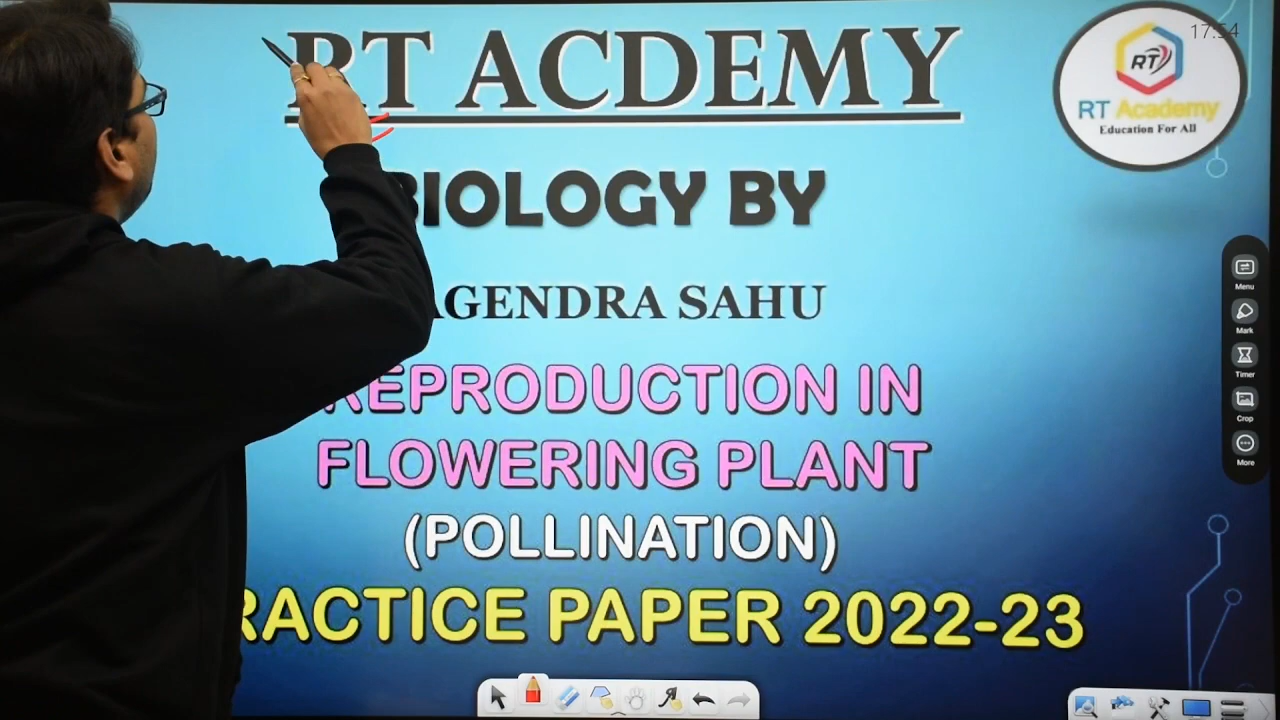 RT ACDEMY
17:54
RT
RT Academy
Education For All
BIOLOGY BY
AGENDRA SAHU
REPRODUCTION IN
FLOWERING PLANT
(POLLINATION)
RACTICE PAPER 2022-23
Menu
Mark
Timer
Crop
More